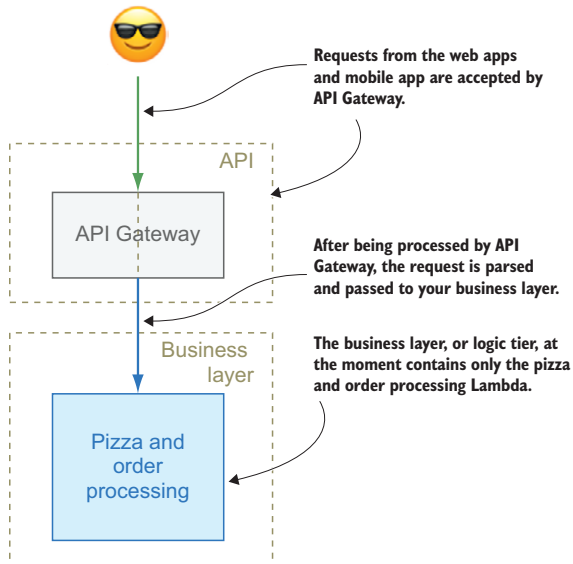 Requests from the web apps
and mobile app are accepted by
API Gateway.
API
API Gateway
After being processed by API
Gateway, the request is parsed
and passed to your business layer.
Business
layer
The business layer, or logic tier, at
the moment contains only the pizza
and order processing Lambda.
Pizza and
order
processing